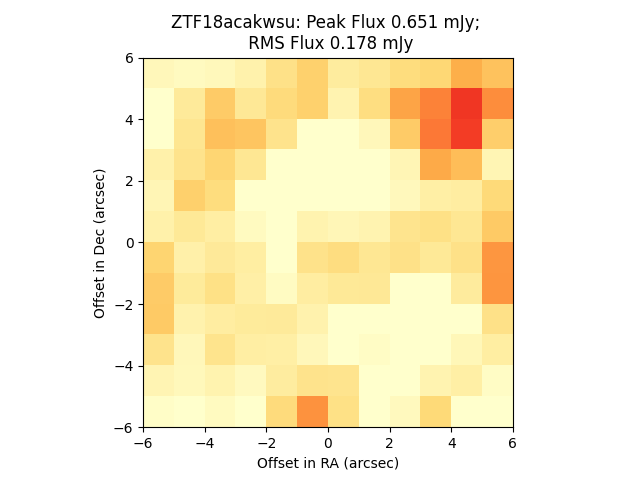 ZTF18acakwsu: Peak Flux 0.651 mJy;
RMS Flux 0.178 mJy
6
4
2
0
−2
−4
−6
Offset in Dec (arcsec)
−6 −4 −2 0 2 4 6
Offset in RA (arcsec)